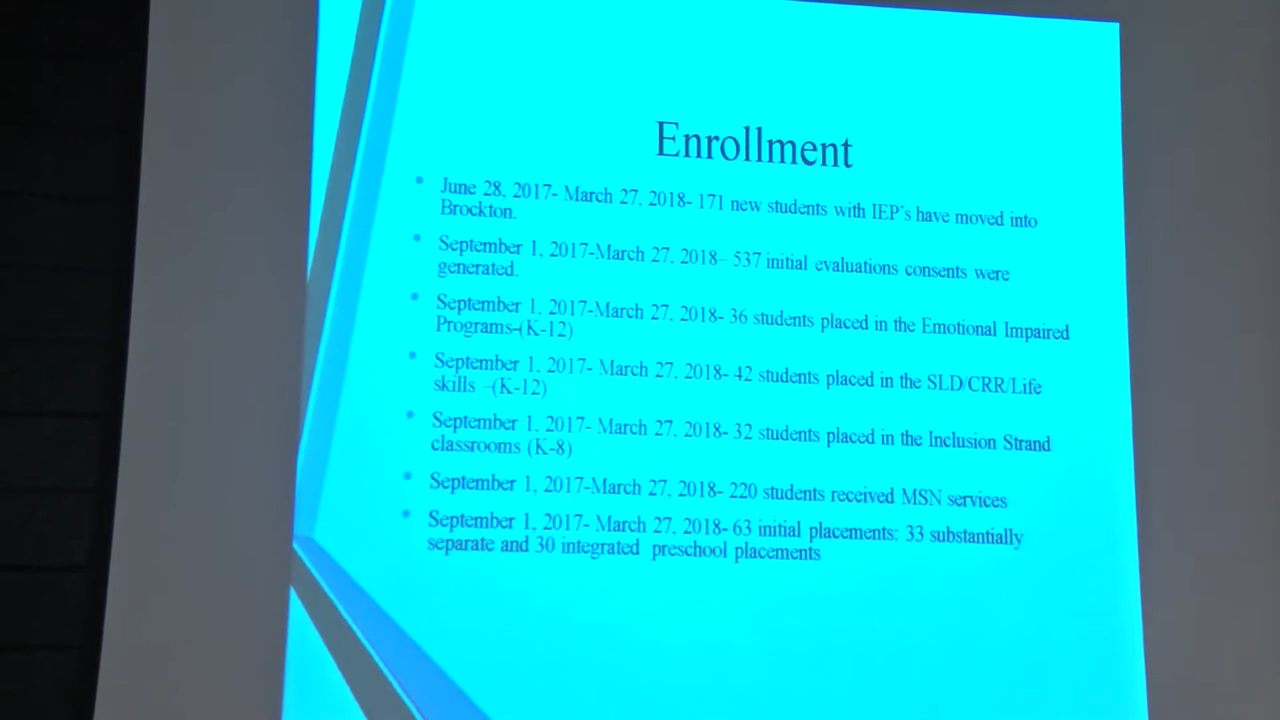 Enrollment
June 28, 2017- March 27, 2018- 171 new students with IEP's have moved into
Brockton.
September 1, 2017-March 27, 2018– 537 initial evaluations consents were
generated.
September 1, 2017-March 27, 2018- 36 students placed in the Emotional Impaired
Programs-(K-12)
September 1, 2017- March 27, 2018- 42 students placed in the SLD/CRR/Life
skills –(K-12)
September 1, 2017- March 27, 2018- 32 students placed in the Inclusion Strand
classrooms (K-8)
September 1, 2017-March 27, 2018- 220 students received MSN services
September 1, 2017- March 27, 2018- 63 initial placements: 33 substantially
separate and 30 integrated preschool placements